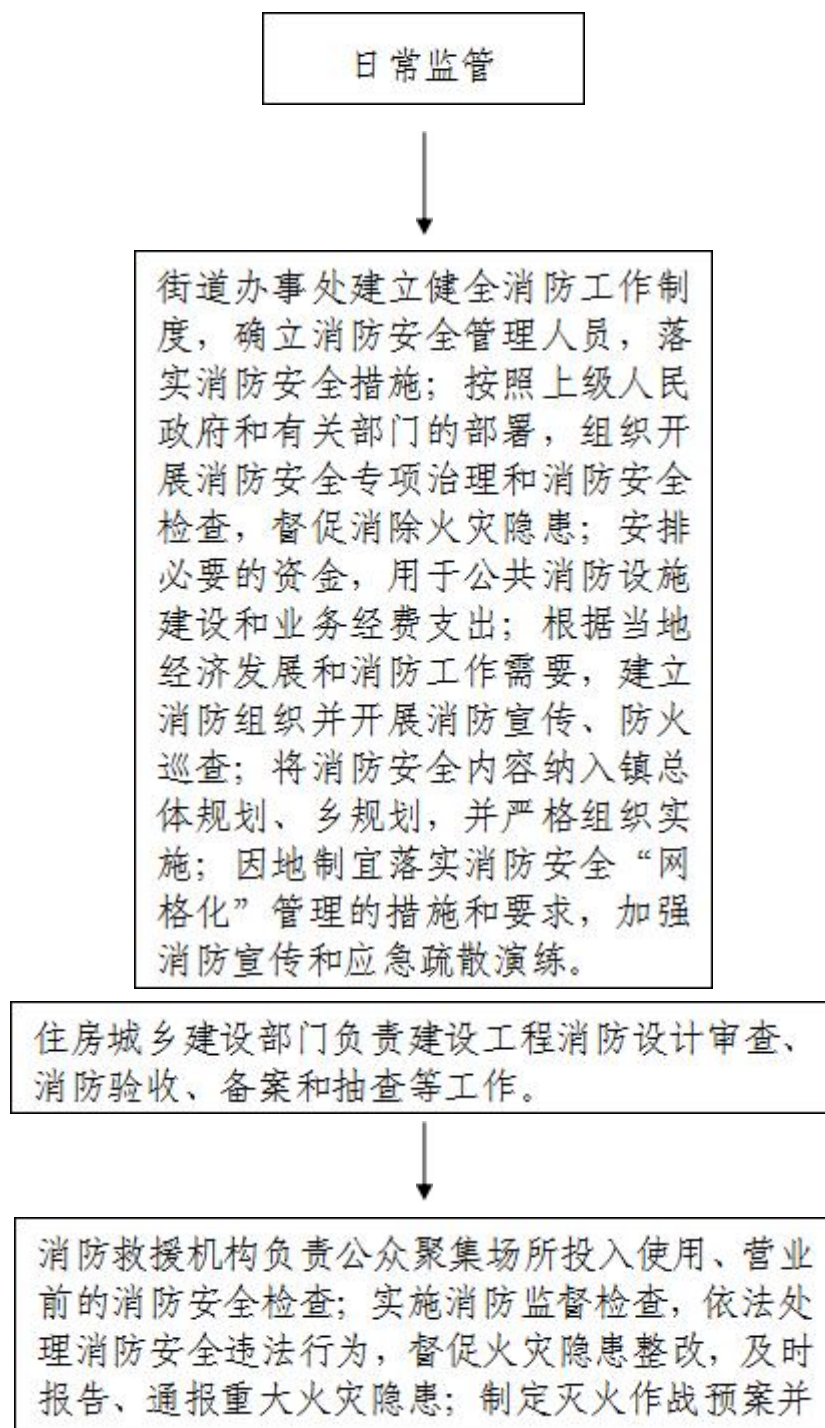 日常监管
街道办事处建立健全消防工作制
度，确立消防安全管理人员，落
实消防安全措施；按照上级人民
政府和有关部门的部署，组织开
展消防安全专项治理和消防安全
检查，督促消除火灾隐患；安排
必要的资金，用于公共消防设施
建设和业务经费支出；根据当地
经济发展和消防工作需要，建立
消防组织并开展消防宣传、防火
巡查；将消防安全内容纳入镇总
体规划、乡规划，并严格组织实
施；因地制宜落实消防安全“网
格化”管理的措施和要求，加强
消防宣传和应急疏散演练。
住房城乡建设部门负责建设工程消防设计审查、
消防验收、备案和抽查等工作。
消防救援机构负责公众聚集场所投入使用、营业
前的消防安全检查；实施消防监督检查，依法处
理消防安全违法行为，督促火灾隐患整改，及时
报告、通报重大火灾隐患；制定灭火作战预案并